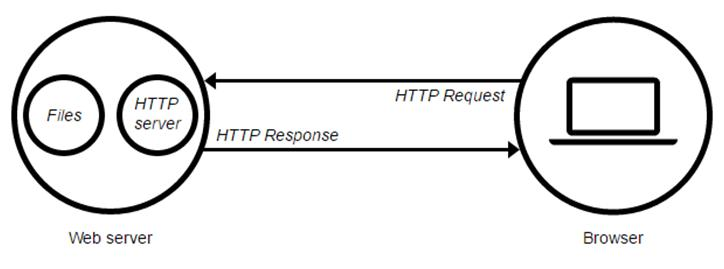 Files
HTTP
server
HTTP Request
HTTP Response
Web server
Browser